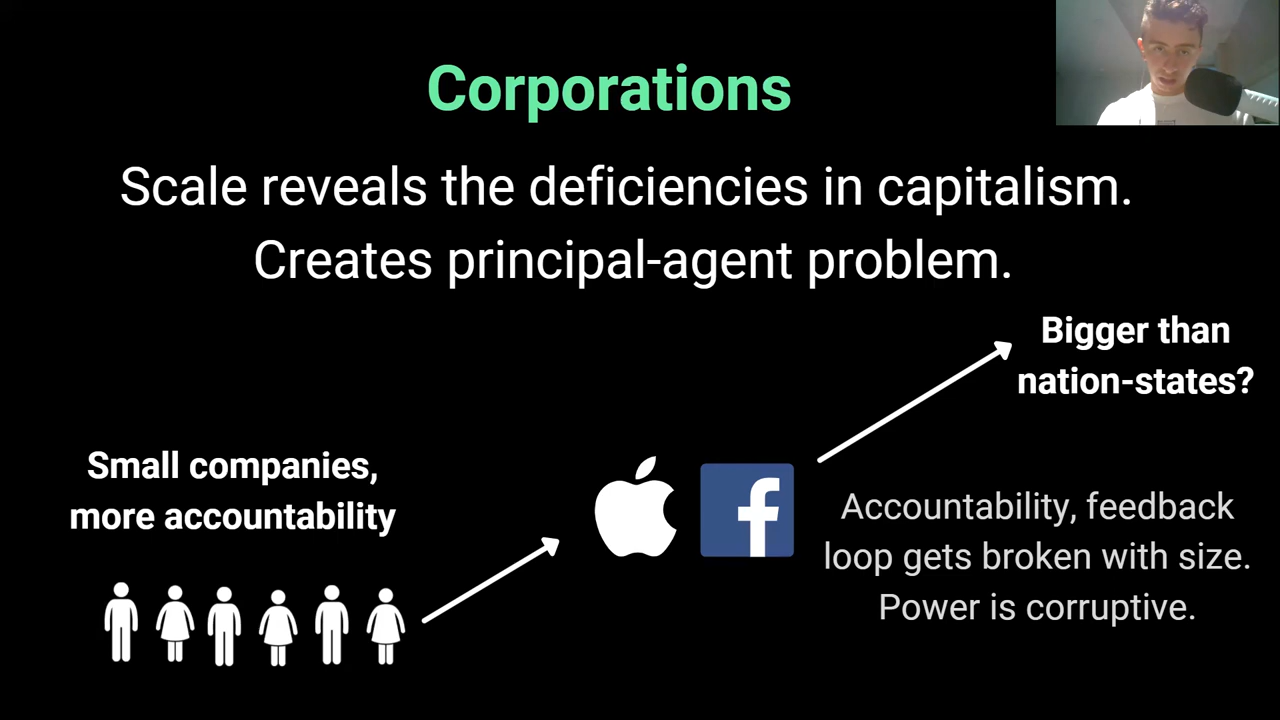 Corporations
Scale reveals the deficiencies in capitalism.
Creates principal-agent problem.
Bigger than
nation-states?
Small companies,
more accountability
Accountability, feedback
loop gets broken with size.
Power is corruptive.